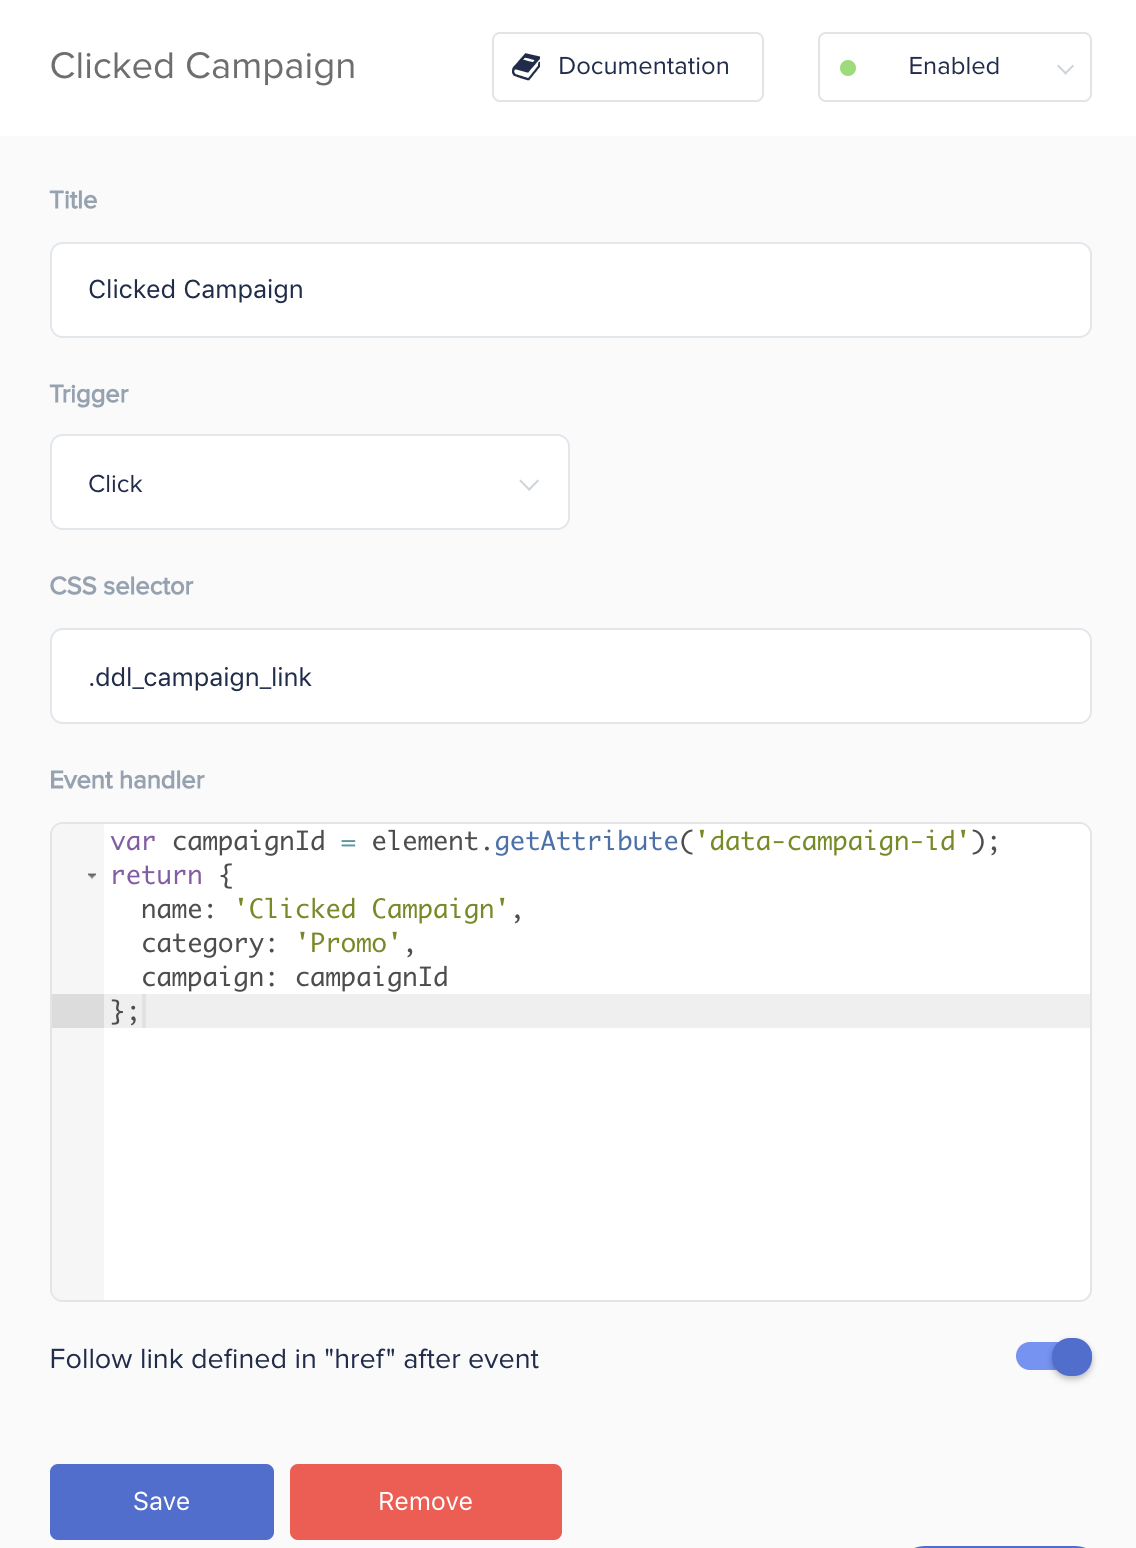 Clicked Campaign
Documentation
Enabled
Title
Clicked Campaign
Trigger
Click
CSS selector
.ddl_campaign_link
Event handler
var campaignId = element.getAttribute('data-campaign-id');
return {
  name: 'Clicked Campaign',
  category: 'Promo',
  campaign: campaignId
};
Follow link defined in "href" after event
Save
Remove